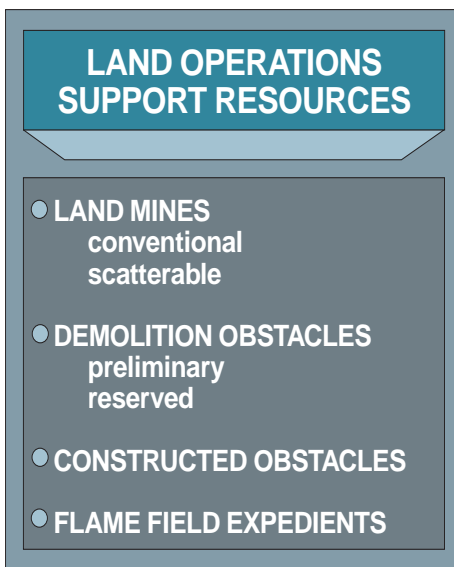 LAND OPERATIONS
SUPPORT RESOURCES
LAND MINES
conventional
scatterable
DEMOLITION OBSTACLES
preliminary
reserved
CONSTRUCTED OBSTACLES
FLAME FIELD EXPEDIENTS